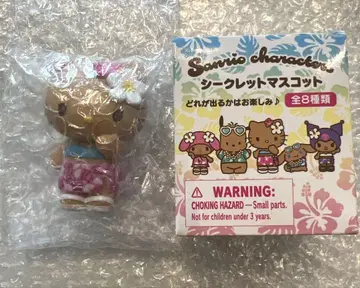 Sanrio characters
シークレットマスコット
どれが出るかはお楽しみ♪
全8種類
WARNING:
CHOKING HAZARD—Small parts.
Not for children under 3 years.